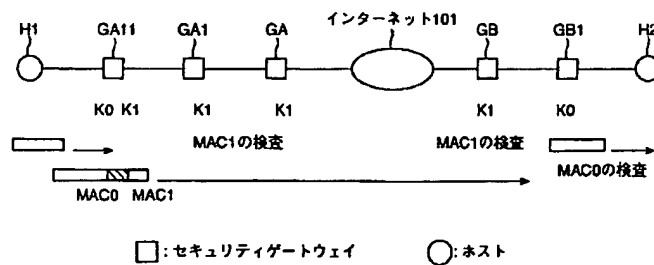 インターネット101
H1 GA11 GA1 GA GB GB1 H2
K0 K1 K1 K1 K1 K0
MAC1の検査 MAC1の検査
MAC0の検査
MAC0 MAC1
:セキュリティゲートウェイ :ホスト